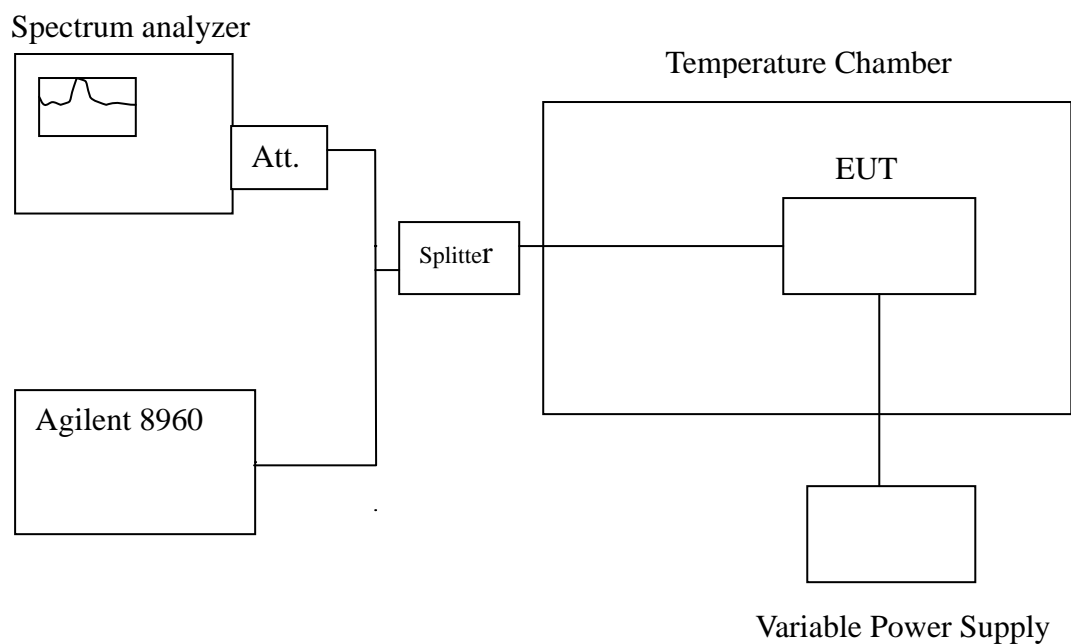 Spectrum analyzer
Temperature Chamber
Att.
EUT
Splitter
Agilent 8960
Variable Power Supply